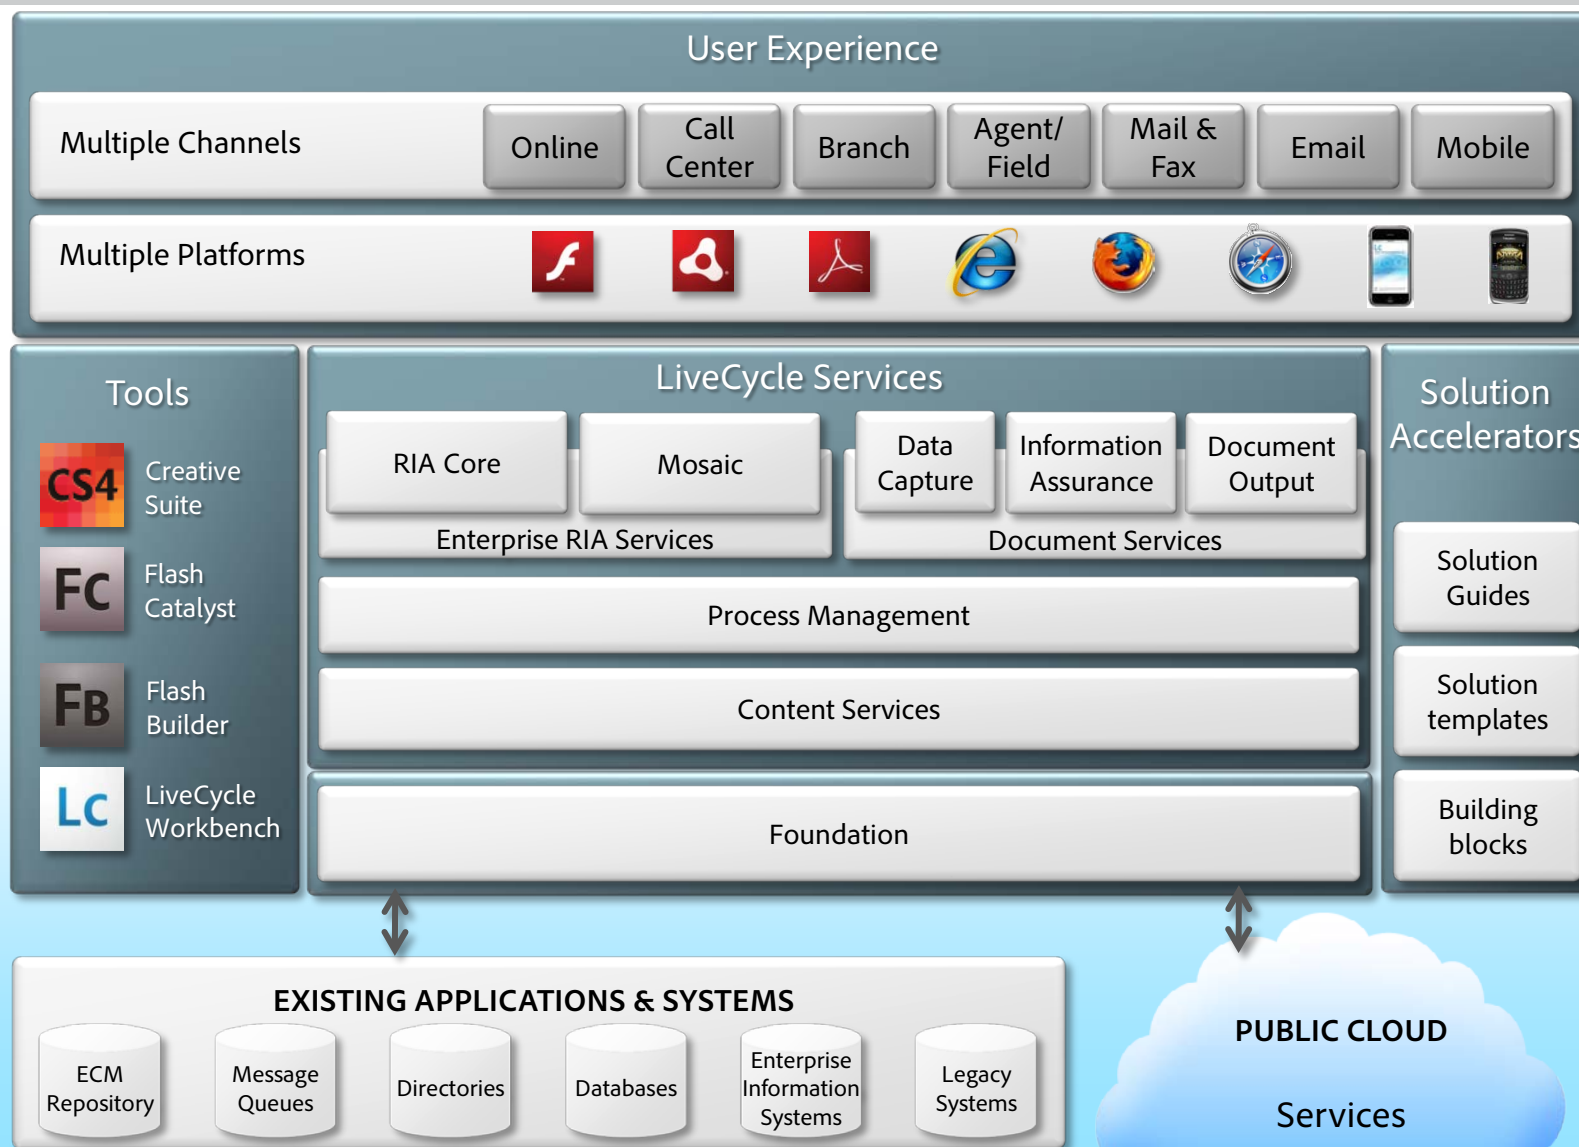 User Experience
Multiple Channels
Online
Call
Center
Branch
Agent/
Field
Mail &
Fax
Email
Mobile
Multiple Platforms
Tools
CS4
Creative
Suite
FC
Flash
Catalyst
FB
Flash
Builder
LC
LiveCycle
Workbench
LiveCycle Services
RIA Core
Mosaic
Enterprise RIA Services
Data
Capture
Information
Assurance
Document
Output
Document Services
Process Management
Content Services
Foundation
Solution
Accelerators
Solution
Guides
Solution
templates
Building
blocks
EXISTING APPLICATIONS & SYSTEMS
ECM
Repository
Message
Queues
Directories
Databases
Enterprise
Information
Systems
Legacy
Systems
PUBLIC CLOUD
Services